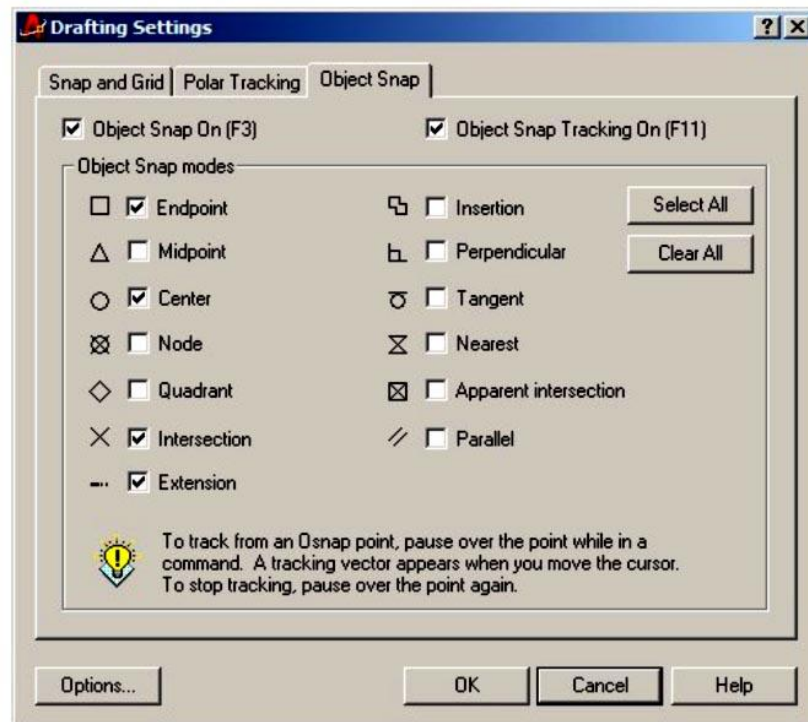 Drafting Settings
Snap and Grid
Polar Tracking
Object Snap
Object Snap On (F3)
Object Snap Tracking On (F11)
Object Snap modes
Endpoint
Midpoint
Center
Node
Quadrant
Intersection
Extension
Insertion
Perpendicular
Tangent
Nearest
Apparent intersection
Parallel
Select All
Clear All
To track from an Osnap point, pause over the point while in a
command. A tracking vector appears when you move the cursor.
To stop tracking, pause over the point again.
Options...
OK
Cancel
Help